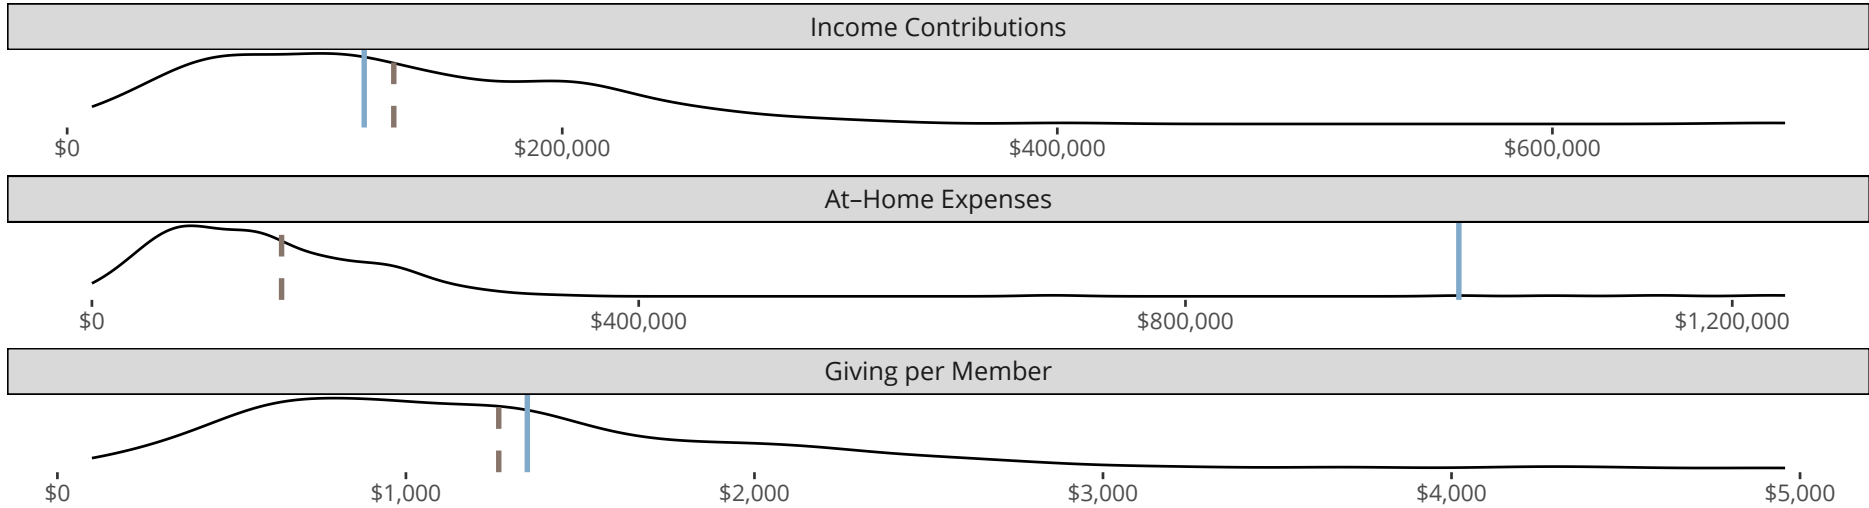 Income Contributions
$0 $200,000 $400,000 $600,000
At–Home Expenses
$0 $400,000 $800,000 $1,200,000
Giving per Member
$0 $1,000 $2,000 $3,000 $4,000 $5,000